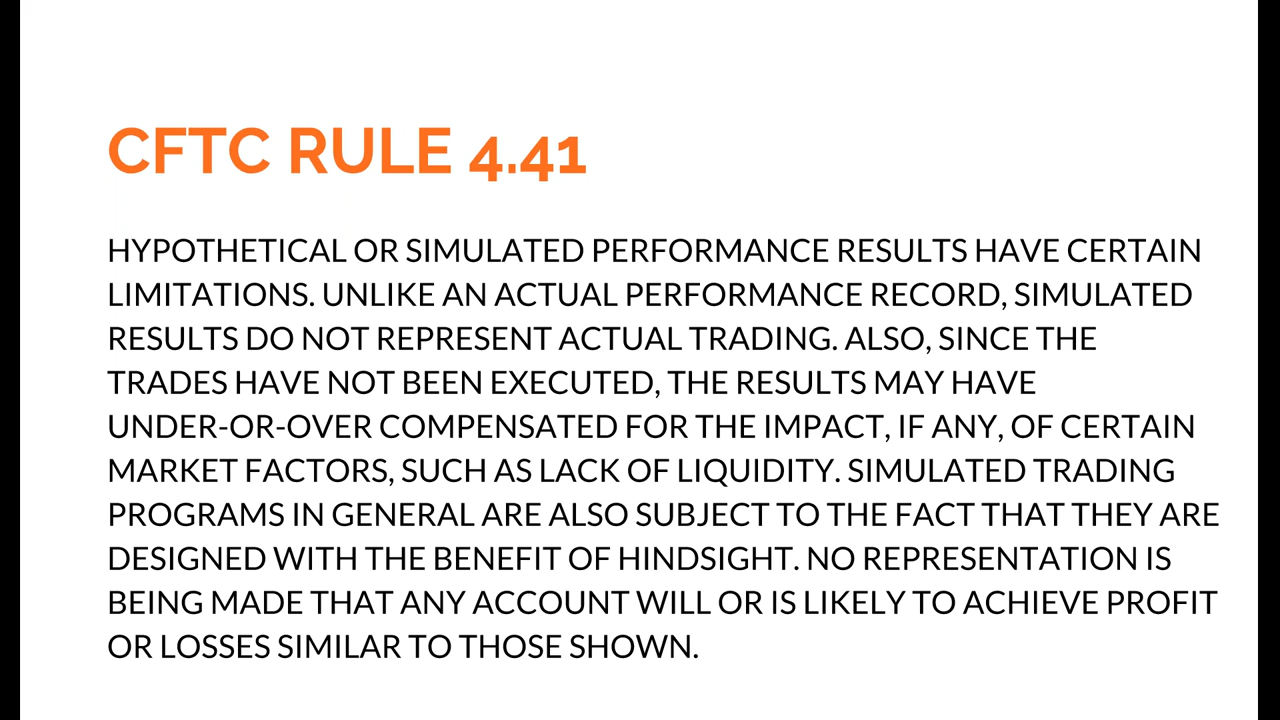 CFTC RULE 4.41
HYPOTHETICAL OR SIMULATED PERFORMANCE RESULTS HAVE CERTAIN
LIMITATIONS. UNLIKE AN ACTUAL PERFORMANCE RECORD, SIMULATED
RESULTS DO NOT REPRESENT ACTUAL TRADING. ALSO, SINCE THE
TRADES HAVE NOT BEEN EXECUTED, THE RESULTS MAY HAVE
UNDER-OR-OVER COMPENSATED FOR THE IMPACT, IF ANY, OF CERTAIN
MARKET FACTORS, SUCH AS LACK OF LIQUIDITY. SIMULATED TRADING
PROGRAMS IN GENERAL ARE ALSO SUBJECT TO THE FACT THAT THEY ARE
DESIGNED WITH THE BENEFIT OF HINDSIGHT. NO REPRESENTATION IS
BEING MADE THAT ANY ACCOUNT WILL OR IS LIKELY TO ACHIEVE PROFIT
OR LOSSES SIMILAR TO THOSE SHOWN.